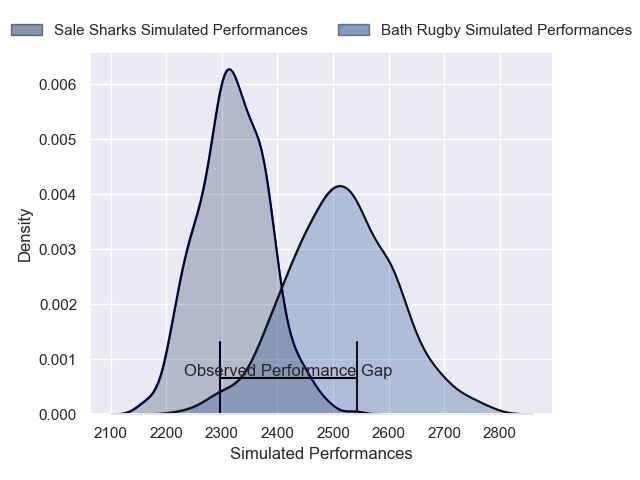 Sale Sharks Simulated Performances Bath Rugby Simulated Performances
0.006
0.005
0.004
0.003
0.002
0.001
0.000
Density
Observed Performance Gap
2100 2200 2300 2400 2500 2600 2700 2800
Simulated Performances